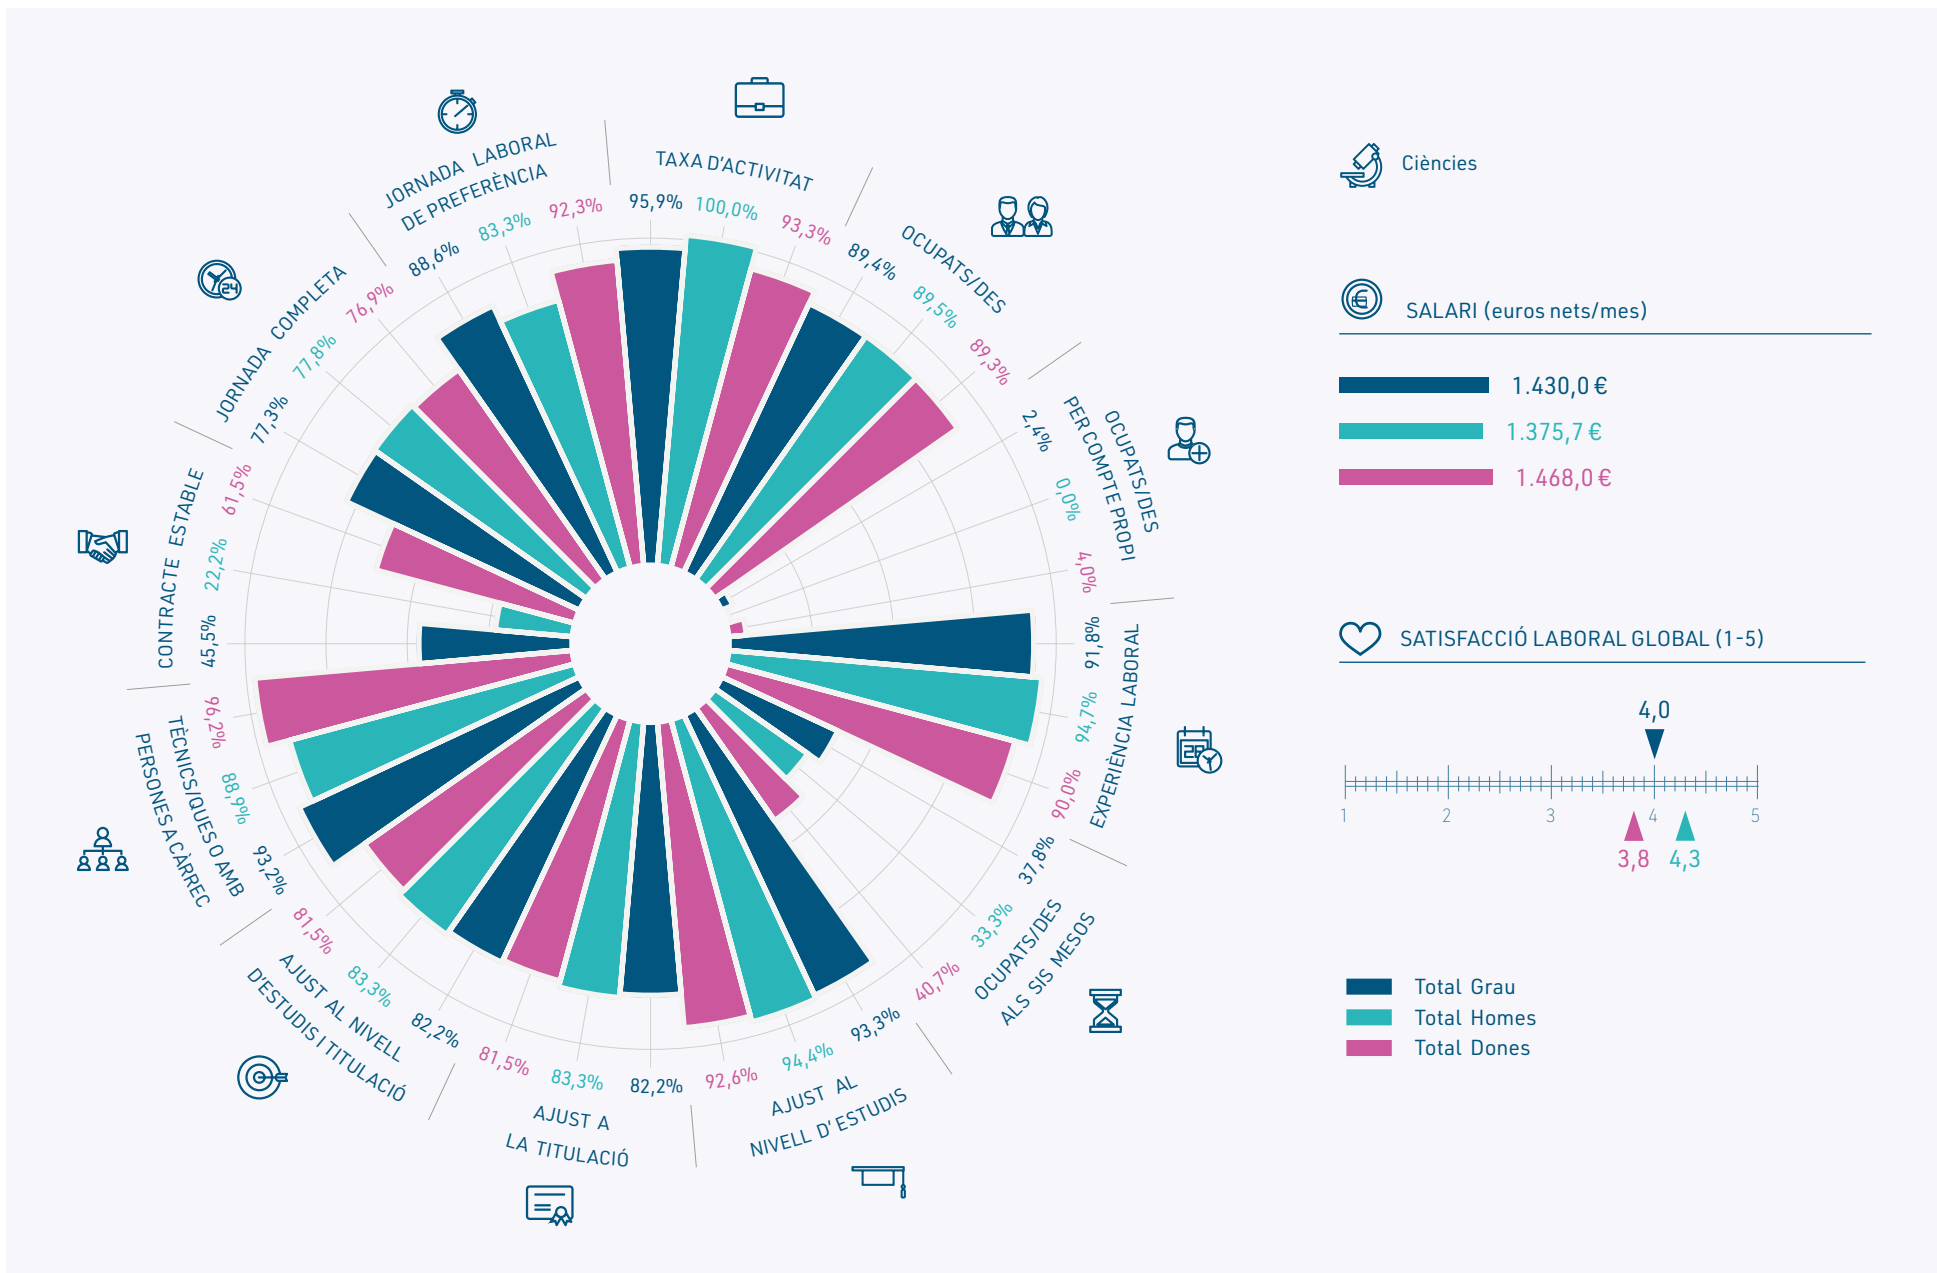 TAXA D'ACTIVITAT
95,9%
100,0%
93,3%
OCUPATS/DES
89,4%
89,5%
89,3%
OCUPATS/DES
PER COMPTE PROPI
2,4%
0,0%
4,0%
EXPERIÈNCIA LABORAL
91,8%
94,7%
90,0%
OCUPATS/DES
ALS SIS MESOS
37,8%
33,3%
40,7%
AJUST AL
NIVELL D'ESTUDIS
93,3%
94,4%
92,6%
AJUST A
LA TITULACIÓ
82,2%
83,3%
81,5%
AJUST AL NIVELL
D'ESTUDIS I TITULACIÓ
82,2%
83,3%
81,5%
TÈCNICS/QUES O AMB
PERSONES A CÀRREC
93,2%
88,9%
96,2%
CONTRACTE ESTABLE
45,5%
22,2%
61,5%
JORNADA COMPLETA
77,3%
77,8%
76,9%
24
JORNADA LABORAL
DE PREFERÈNCIA
88,6%
83,3%
92,3%
Ciències
€
SALARI (euros nets/mes)
1.430,0 €
1.375,7 €
1.468,0 €
SATISFACCIÓ LABORAL GLOBAL (1-5)
4,0
1 2 3 4 5
3,8 4,3
Total Grau
Total Homes
Total Dones